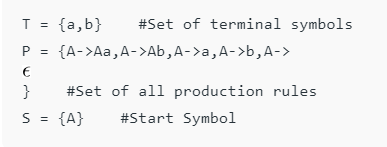 T = {a,b}    #Set of terminal symbols
P = {A->Aa,A->Ab,A->a,A->b,A->
ϵ
}    #Set of all production rules
S = {A}    #Start Symbol